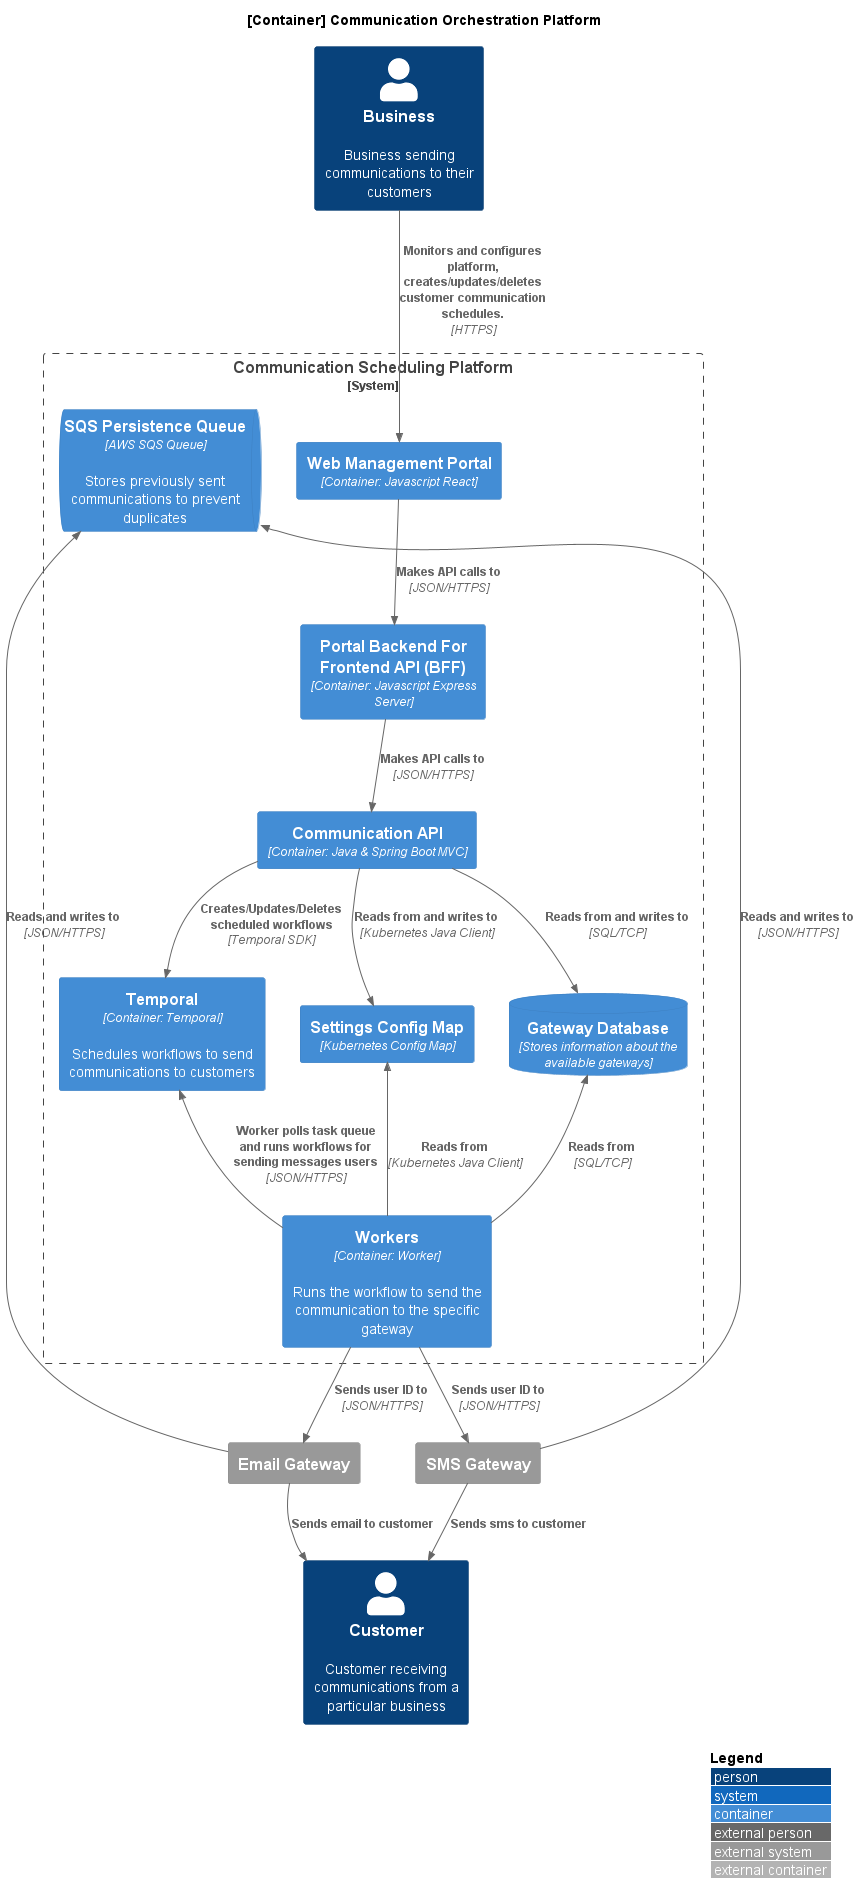 [Container] Communication Orchestration Platform
Business
Business sending
communications to their
customers
Monitors and configures
platform,
creates/updates/deletes
customer communication
schedules.
[HTTPS]
Communication Scheduling Platform
[System]
SQS Persistence Queue
[AWS SQS Queue]
Stores previously sent
communications to prevent
duplicates
Web Management Portal
[Container: Javascript React]
Makes API calls to
[JSON/HTTPS]
Portal Backend For
Frontend API (BFF)
[Container: Javascript Express
Server]
Makes API calls to
[JSON/HTTPS]
Communication API
[Container: Java & Spring Boot MVC]
Reads and writes to
[JSON/HTTPS]
Creates/Updates/Deletes
scheduled workflows
[Temporal SDK]
Reads from and writes to
[Kubernetes Java Client]
Reads from and writes to
[SQL/TCP]
Reads and writes to
[JSON/HTTPS]
Temporal
[Container: Temporal]
Schedules workflows to send
communications to customers
Settings Config Map
[Kubernetes Config Map]
Gateway Database
[Stores information about the
available gateways]
Worker polls task queue
and runs workflows for
sending messages users
[JSON/HTTPS]
Reads from
[Kubernetes Java Client]
Reads from
[SQL/TCP]
Workers
[Container: Worker]
Runs the workflow to send the
communication to the specific
gateway
Sends user ID to
[JSON/HTTPS]
Sends user ID to
[JSON/HTTPS]
Email Gateway
SMS Gateway
Sends email to customer
Sends sms to customer
Customer
Customer receiving
communications from a
particular business
Legend
person
system
container
external person
external system
external container